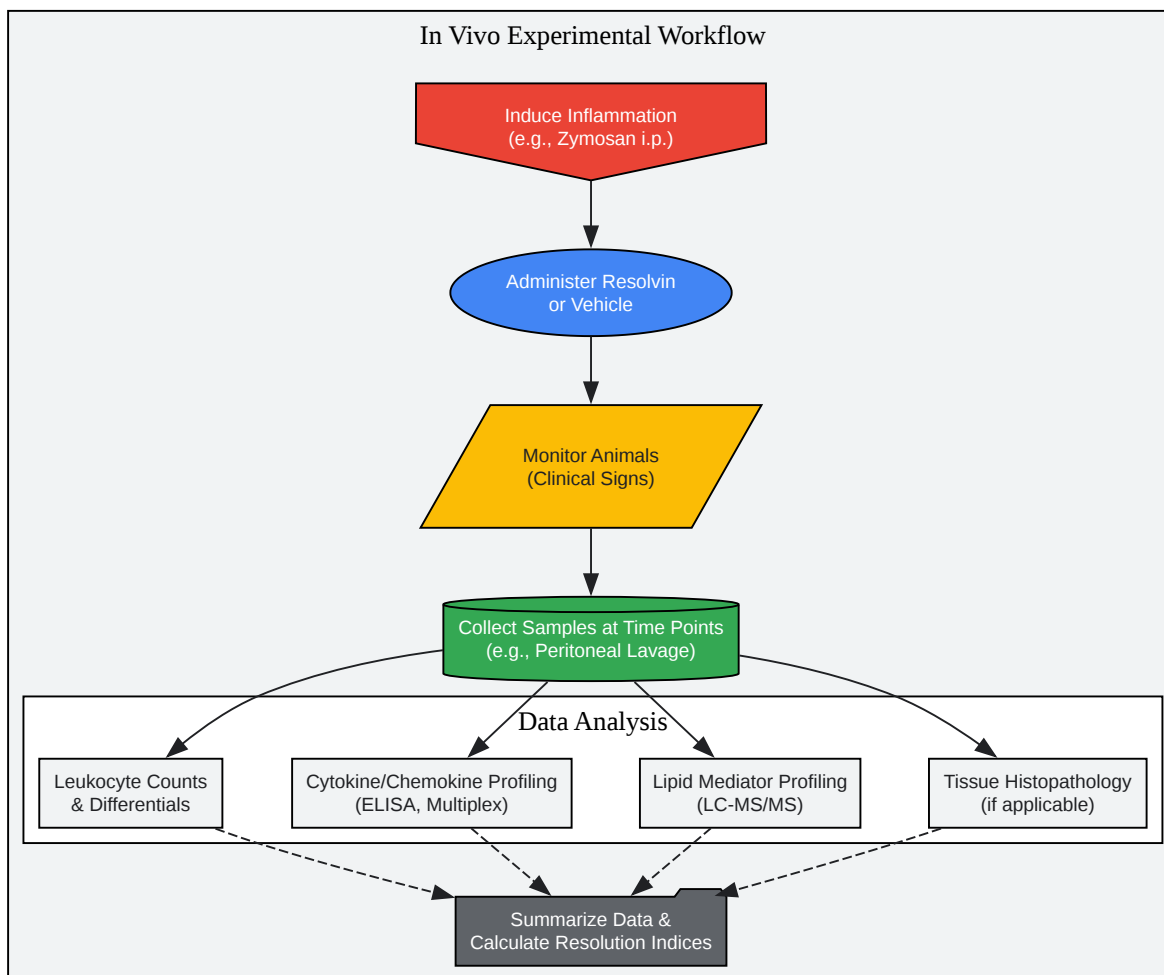 In Vivo Experimental Workflow
Induce Inflammation
(e.g., Zymosan i.p.)
Administer Resolvin
or Vehicle
Monitor Animals
(Clinical Signs)
Collect Samples at Time Points
(e.g., Peritoneal Lavage)
Data Analysis
Leukocyte Counts
& Differentials
Cytokine/Chemokine Profiling
(ELISA, Multiplex)
Lipid Mediator Profiling
(LC-MS/MS)
Tissue Histopathology
(if applicable)
Summarize Data &
Calculate Resolution Indices